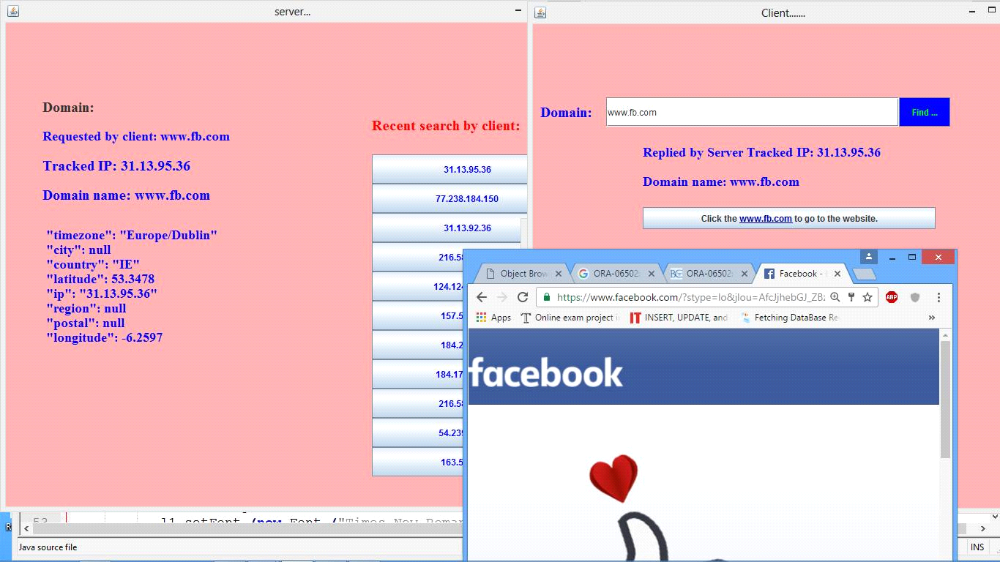 server...
Domain:
Requested by client: www.fb.com
Tracked IP: 31.13.95.36
Domain name: www.fb.com
"timezone": "Europe/Dublin"
"city": null
"country": "IE"
"latitude": 53.3478
"ip": "31.13.95.36"
"region": null
"postal": null
"longitude": -6.2597
Recent search by client:
31.13.95.36
77.238.184.150
31.13.92.36
216.58
124.124
157.5
184.2
184.17
216.58
54.239
163.5
Client.......
Domain: www.fb.com Find ...
Replied by Server Tracked IP: 31.13.95.36
Domain name: www.fb.com
Click the www.fb.com to go to the website.
Object Brow ORA-06502: ORA-06502: Facebook -
https://www.facebook.com/?stype=lo&jlou=AfcJjhebGJ_ZB ABP
Apps Online exam project INSERT, UPDATE, and Fetching DataBase Re
facebook
53 l1.setFont (new Font ("Times New Roma
Java source file
INS